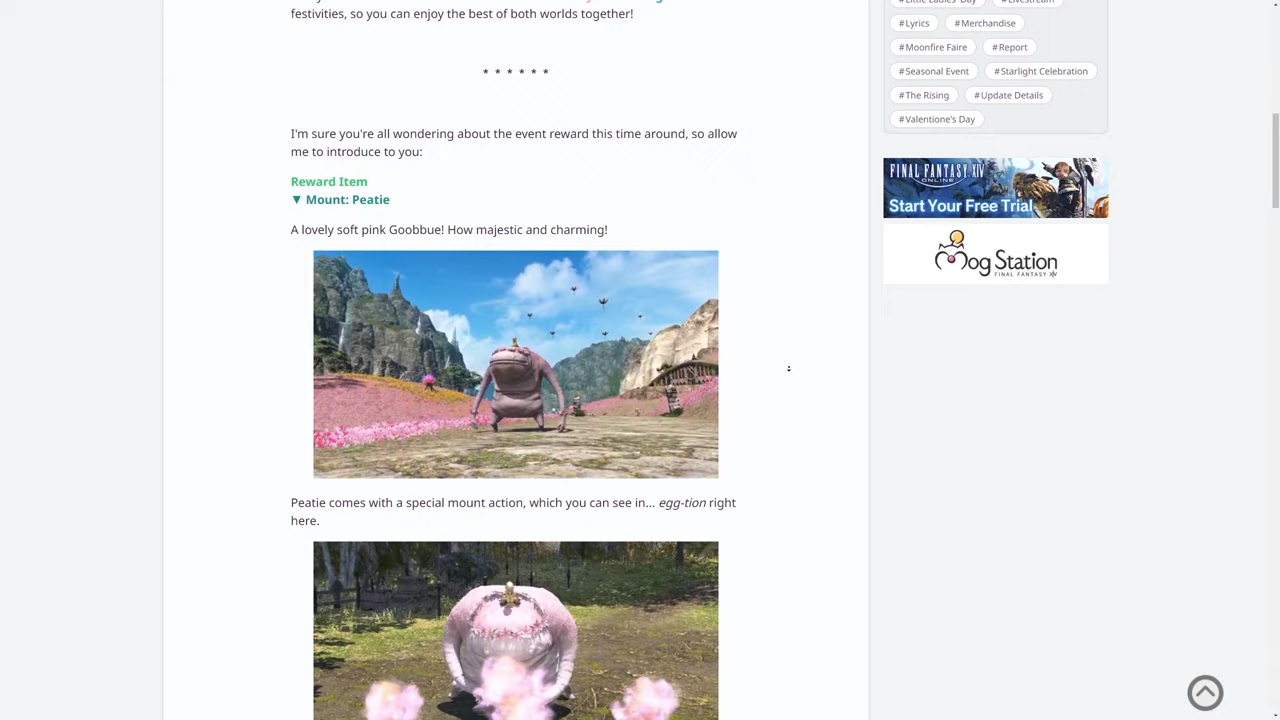 festivities, so you can enjoy the best of both worlds together!
* * * * * *
I'm sure you're all wondering about the event reward this time around, so allow
me to introduce to you:
Reward Item
▼ Mount: Peatie
A lovely soft pink Goobbue! How majestic and charming!
Peatie comes with a special mount action, which you can see in... egg-tion right
here.
#Lyrics #Merchandise
#Moonfire Faire #Report
#Seasonal Event #Starlight Celebration
#The Rising #Update Details
#Valentione's Day
FINAL FANTASY XIV
ONLINE
Start Your Free Trial
Mog Station
FINAL FANTASY XIV